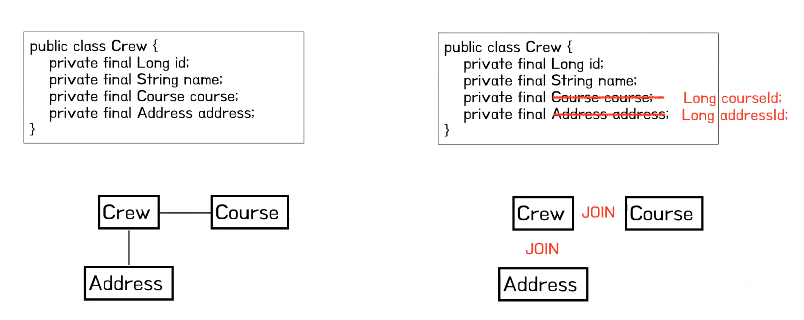 public class Crew {
private final Long id;
private final String name;
private final Course course;
private final Address address;
}
Crew
Course
Address
public class Crew {
private final Long id;
private final String name;
private final Course course; Long courseId;
private final Address address; Long addressId;
}
Crew JOIN Course
JOIN
Address